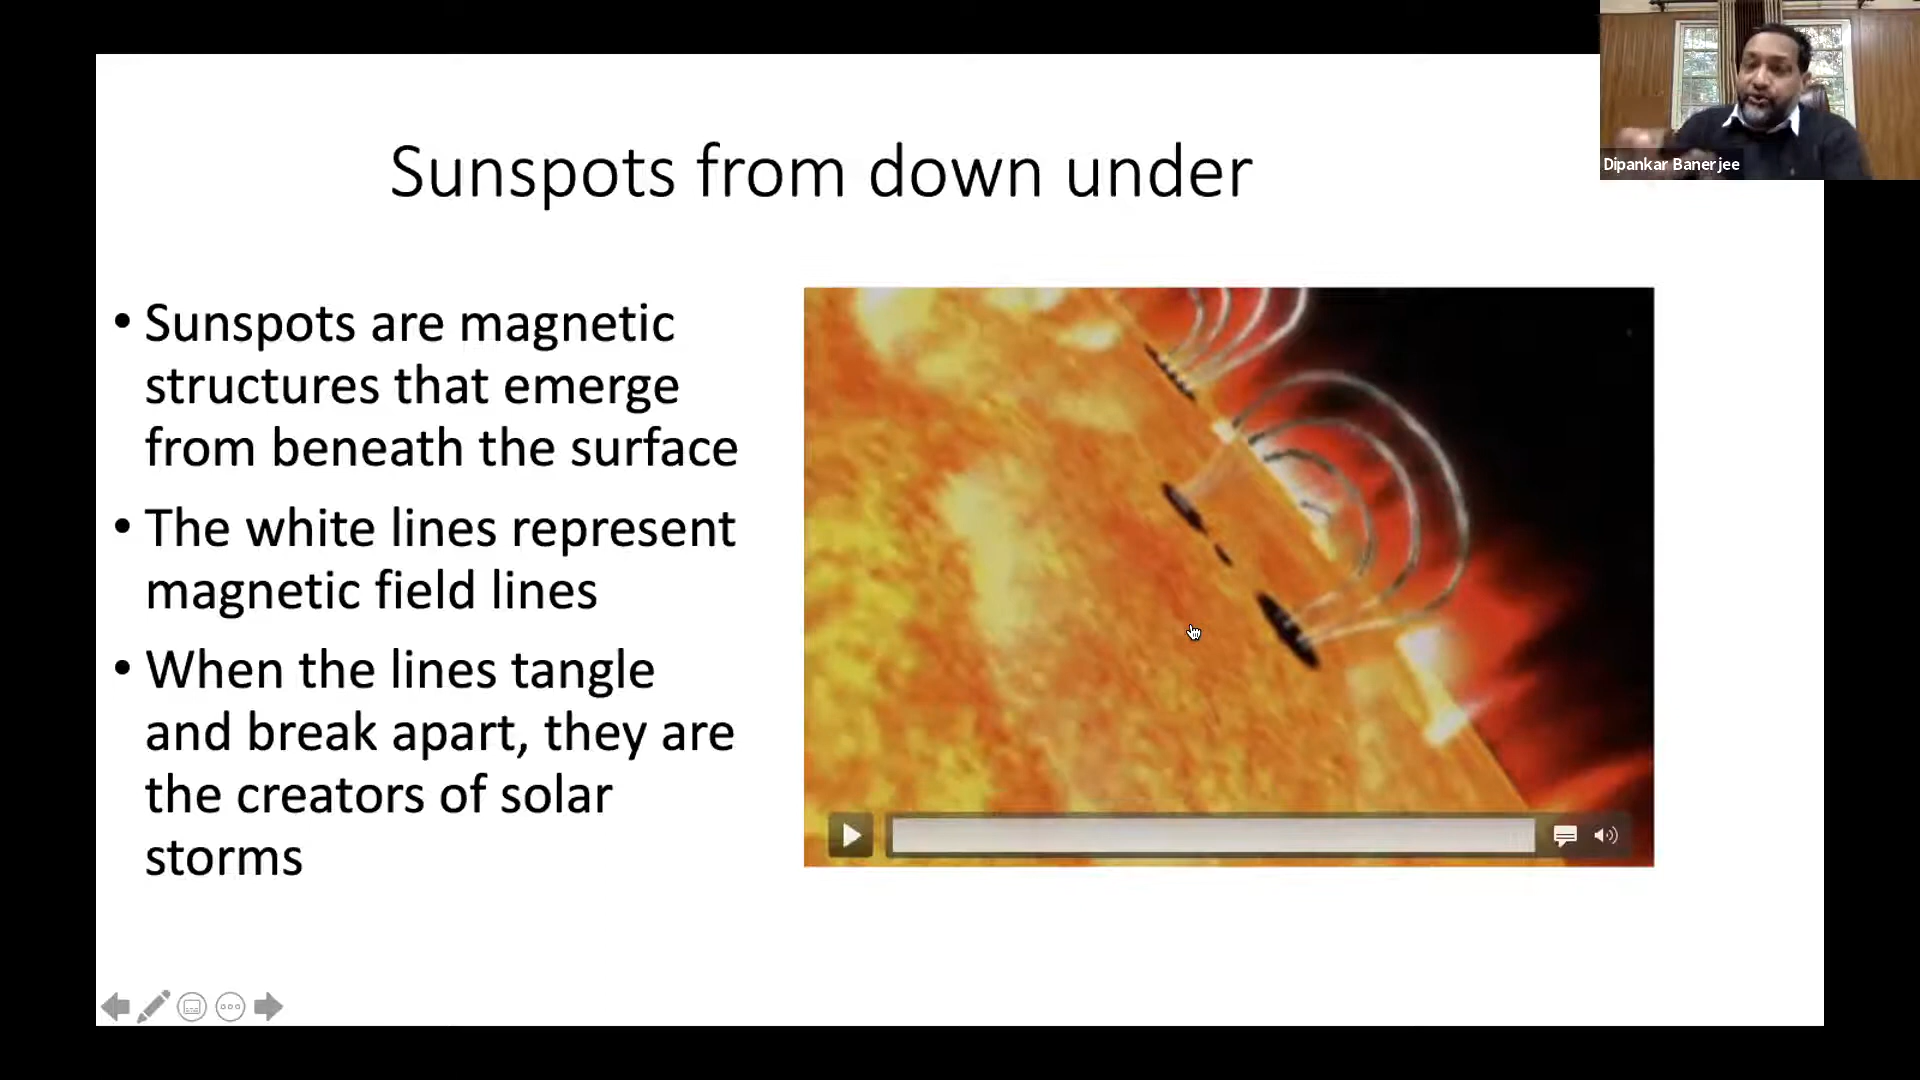 Sunspots from down under
Dipankar Banerjee
• Sunspots are magnetic
structures that emerge
from beneath the surface
• The white lines represent
magnetic field lines
• When the lines tangle
and break apart, they are
the creators of solar
storms